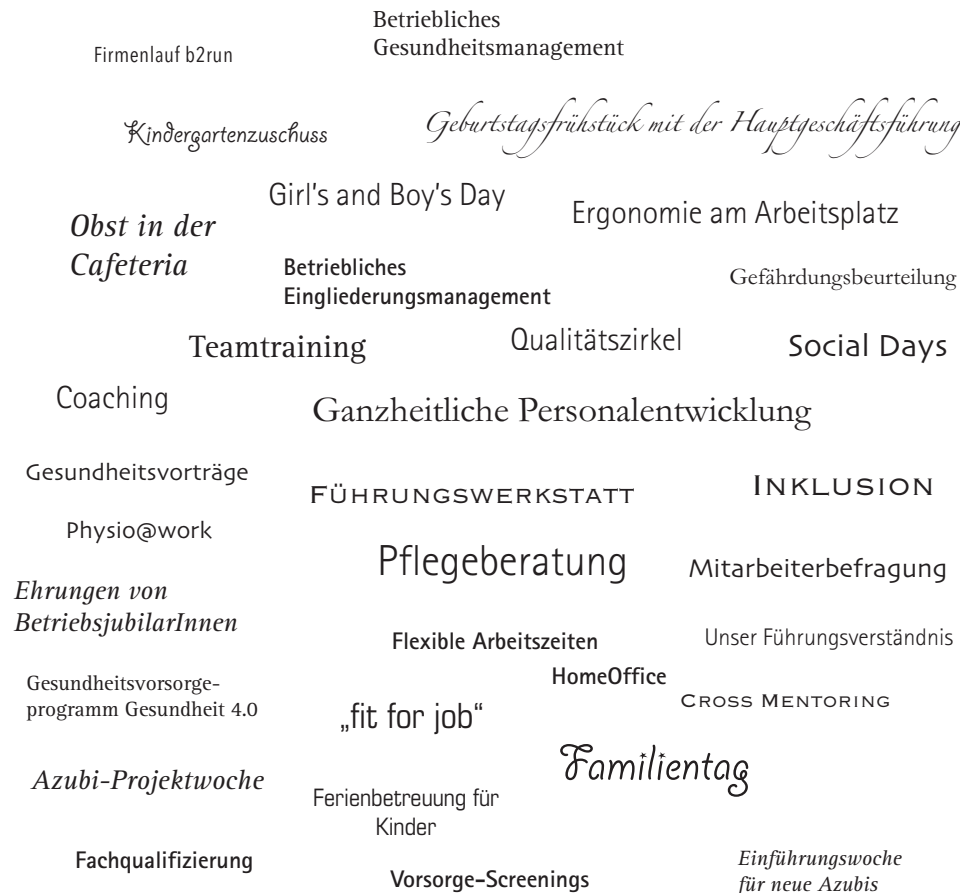 Betriebliches
Gesundheitsmanagement
Firmenlauf b2run
Kindergartenzuschuss
Geburtstagsfrühstück mit der Hauptgeschäftsführung
Girl's and Boy's Day
Ergonomie am Arbeitsplatz
Obst in der
Cafeteria
Betriebliches
Eingliederungsmanagement
Gefährdungsbeurteilung
Teamtraining
Qualitätszirkel
Social Days
Coaching
Ganzheitliche Personalentwicklung
Gesundheitsvorträge
Führungswerkstatt
Inklusion
Physio@work
Pflegeberatung
Mitarbeiterbefragung
Ehrungen von
BetriebsjubilarInnen
Flexible Arbeitszeiten
Unser Führungsverständnis
HomeOffice
Gesundheitsvorsorge-
programm Gesundheit 4.0
„fit for job“
Cross Mentoring
Familientag
Azubi-Projektwoche
Ferienbetreuung für
Kinder
Fachqualifizierung
Vorsorge-Screenings
Einführungswoche
für neue Azubis